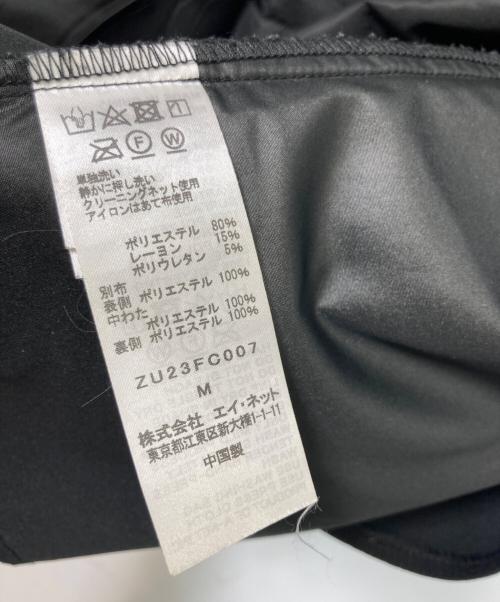 F W
単独洗い
静かに押し洗い
クリーニングネット使用
アイロンはあて布使用
ポリエステル 80%
レーヨン 15%
ポリウレタン 5%
別布
表側 ポリエステル 100%
中わた
ポリエステル 100%
裏側 ポリエステル 100%
ZU23FC007
M
株式会社 エイ・ネット
東京都江東区新大橋1-1-11
中国製